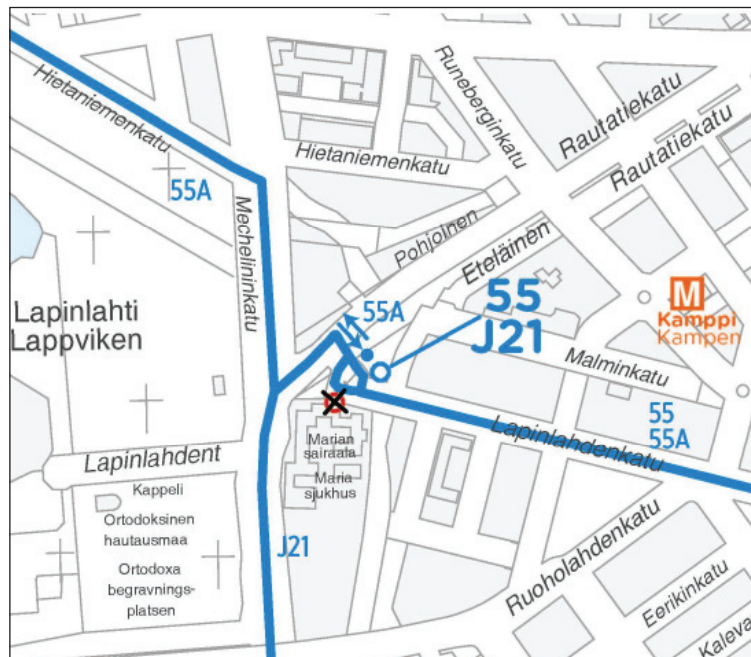 Hietaniemenkatu
Runeberginkatu
Rautatiekatu
Rautatiekatu
Hietaniemenkatu
55A
Mechelininkatu
Pohjoinen
Eteläinen
M
Kamppi
Kampen
Lapinlahti
Lappviken
55A
55
J21
Malminkatu
55
55A
Lapinlahdenkatu
Marian
sairaala
Maria
sjukhus
Lapinlahdent
Kappeli
Ortodoksinen
hautausmaa
Ortodoxa
begravnings-
platsen
J21
Ruoholahdenkatu
Eerikinkatu
Kaleva